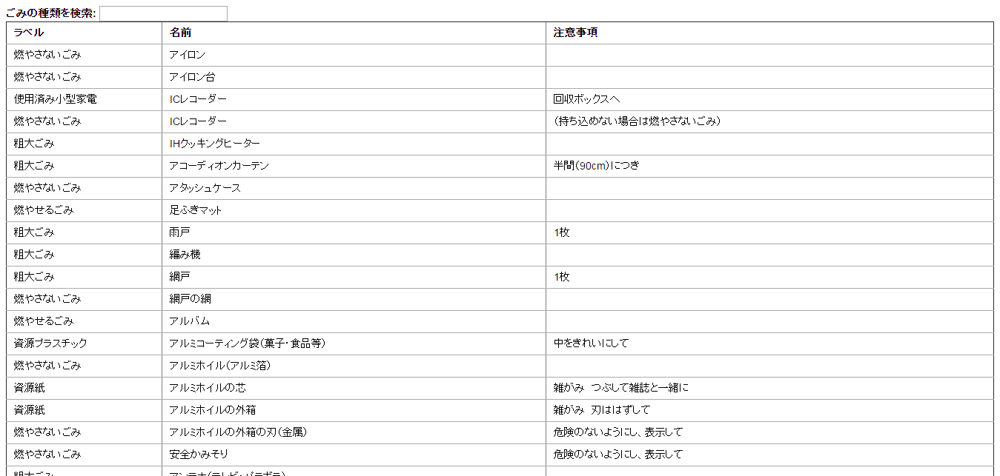 ごみの種類を検索:
ラベル 名前 注意事項
燃やさないごみ アイロン
燃やさないごみ アイロン台
使用済み小型家電 ICレコーダー 回収ボックスへ
燃やさないごみ ICレコーダー (持ち込めない場合は燃やさないごみ)
粗大ごみ IHクッキングヒーター
粗大ごみ アコーディオンカーテン 半間(90cm)につき
燃やさないごみ アタッシュケース
燃やせるごみ 足ふきマット
粗大ごみ 雨戸 1枚
粗大ごみ 編み機
粗大ごみ 網戸 1枚
燃やさないごみ 網戸の網
燃やせるごみ アルバム
資源プラスチック アルミコーティング袋(菓子・食品等) 中をきれいにして
燃やさないごみ アルミホイル(アルミ箔)
資源紙 アルミホイルの芯 雑がみ つぶして雑誌と一緒に
資源紙 アルミホイルの外箱 雑がみ 刃ははずして
燃やさないごみ アルミホイルの外箱の刃(金属) 危険のないようにし、表示して
燃やさないごみ 安全かみそり 危険のないようにし、表示して
粗大ごみ アンテナ(テレビ・パラボラ)